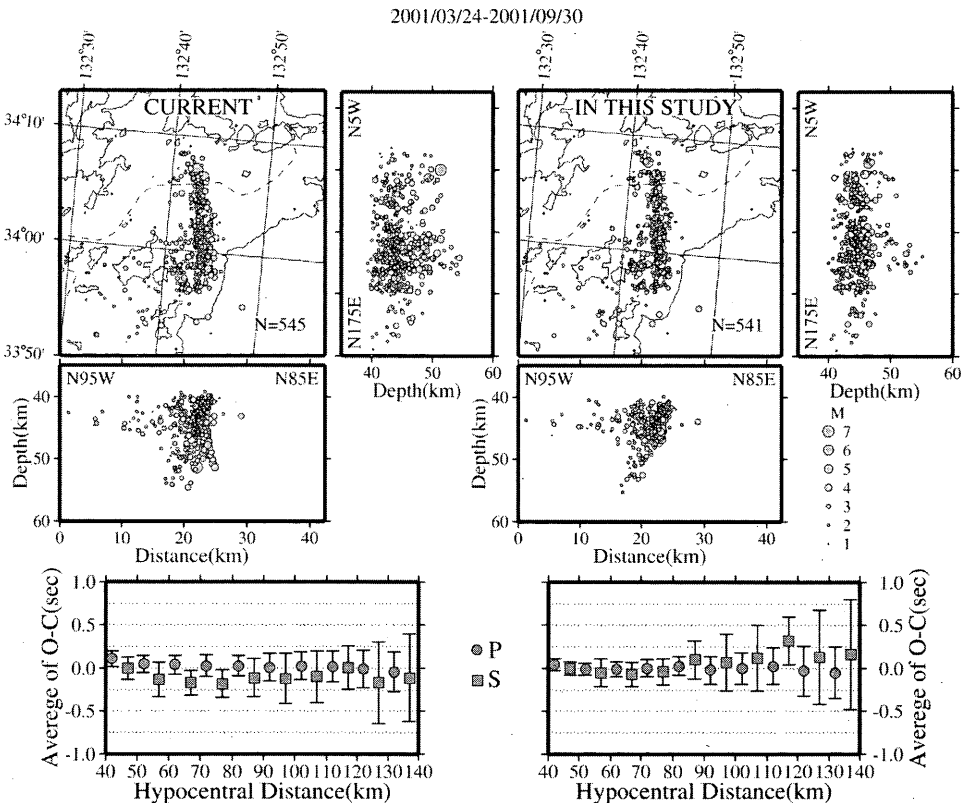 2001/03/24-2001/09/30
132°30' 132°40' 132°50' 132°30' 132°40' 132°50'
CURRENT
N5W
IN THIS STUDY
N5W
34°10'
34°00'
33°50'
N=545
N175E
N=541
N175E
40 50 60
Depth(km)
40 50 60
Depth(km)
N95W N85E
N95W N85E
Depth(km)
40
50
60
Depth(km)
40
50
60
0 10 20 30 40
Distance(km)
0 10 20 30 40
Distance(km)
M
7
6
5
4
3
2
1
Averege of O-C(sec)
1.0
0.5
0.0
-0.5
-1.0
P
S
1.0
0.5
0.0
-0.5
-1.0
Averege of O-C(sec)
40 50 60 70 80 90 100 110 120 130 140
Hypocentral Distance(km)
40 50 60 70 80 90 100 110 120 130 140
Hypocentral Distance(km)